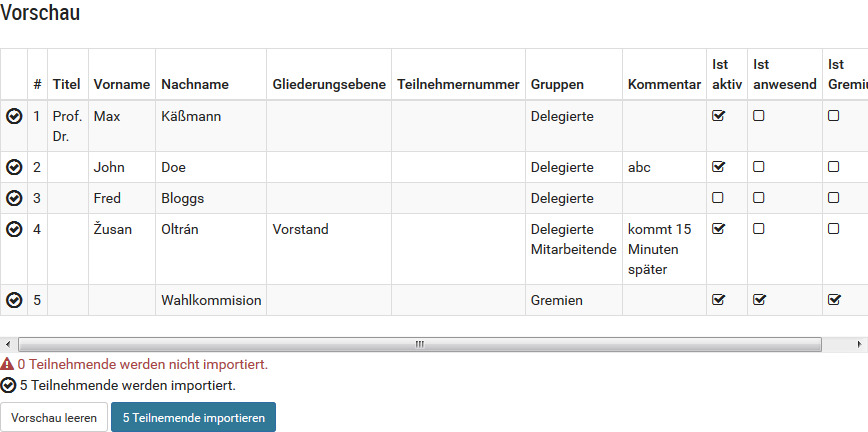 Vorschau
# Titel Vorname Nachname Gliederungsebene Teilnehmernummer Gruppen Kommentar Ist aktiv Ist anwesend Ist Gremiu
1 Prof. Dr. Max Käßmann Delegierte
2 John Doe Delegierte abc
3 Fred Bloggs Delegierte
4 Žusan Oltrán Vorstand Delegierte Mitarbeitende kommt 15 Minuten später
5 Wahlkommision Gremien
0 Teilnehmende werden nicht importiert.
5 Teilnehmende werden importiert.
Vorschau leeren 5 Teilnemende importieren